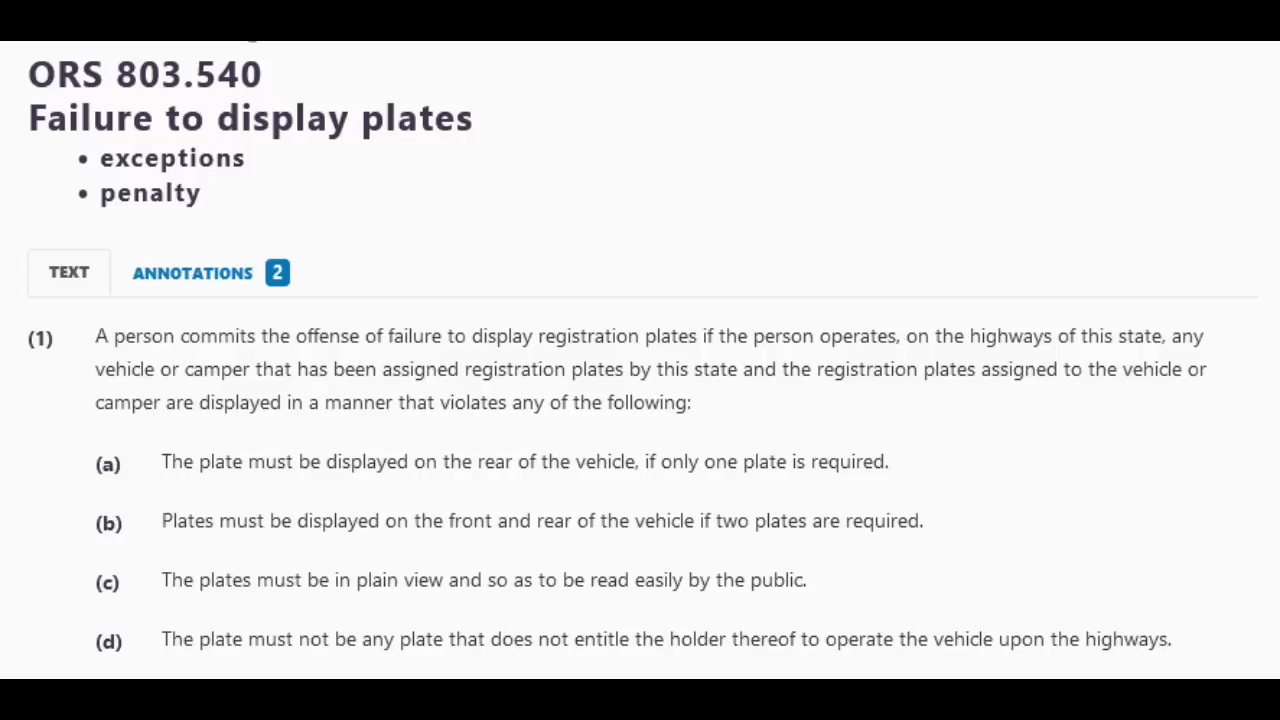 ORS 803.540
Failure to display plates
• exceptions
• penalty
TEXT ANNOTATIONS 2
(1) A person commits the offense of failure to display registration plates if the person operates, on the highways of this state, any
vehicle or camper that has been assigned registration plates by this state and the registration plates assigned to the vehicle or
camper are displayed in a manner that violates any of the following:
(a) The plate must be displayed on the rear of the vehicle, if only one plate is required.
(b) Plates must be displayed on the front and rear of the vehicle if two plates are required.
(c) The plates must be in plain view and so as to be read easily by the public.
(d) The plate must not be any plate that does not entitle the holder thereof to operate the vehicle upon the highways.